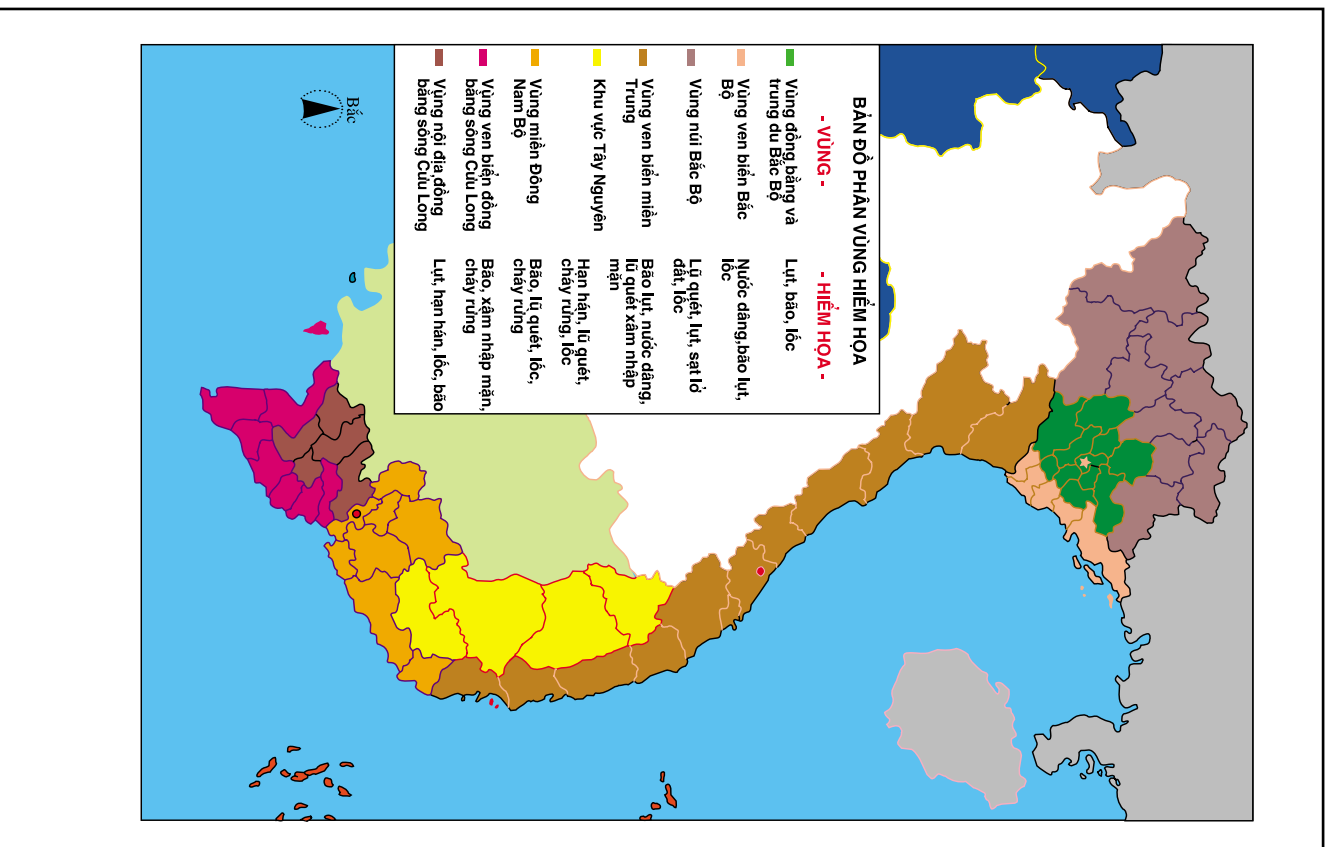 BẢN ĐỒ PHÂN VÙNG HIỂM HỌA
- VÙNG -
- HIỂM HỌA -
Vùng đồng bằng và
trung du Bắc Bộ
Lụt, bão, lốc
Vùng ven biển Bắc
Bộ
Nước dâng,bão lụt,
lốc
Vùng núi Bắc Bộ
Lũ quét, lụt, sạt lở
đất, lốc
Vùng ven biển miền
Trung
Bão lụt, nước dâng,
lũ quét xâm nhập
mặn
Khu vực Tây Nguyên
Hạn hán, lũ quét,
cháy rừng, lốc
Vùng miền Đông
Nam Bộ
Bão, lũ quét, lốc,
cháy rừng
Vùng ven biển đồng
bằng sông Cửu Long
Bão, xâm nhập mặn,
cháy rừng
Vùng nội địa đồng
bằng sông Cửu Long
Lụt, hạn hán, lốc, bão
Bắc